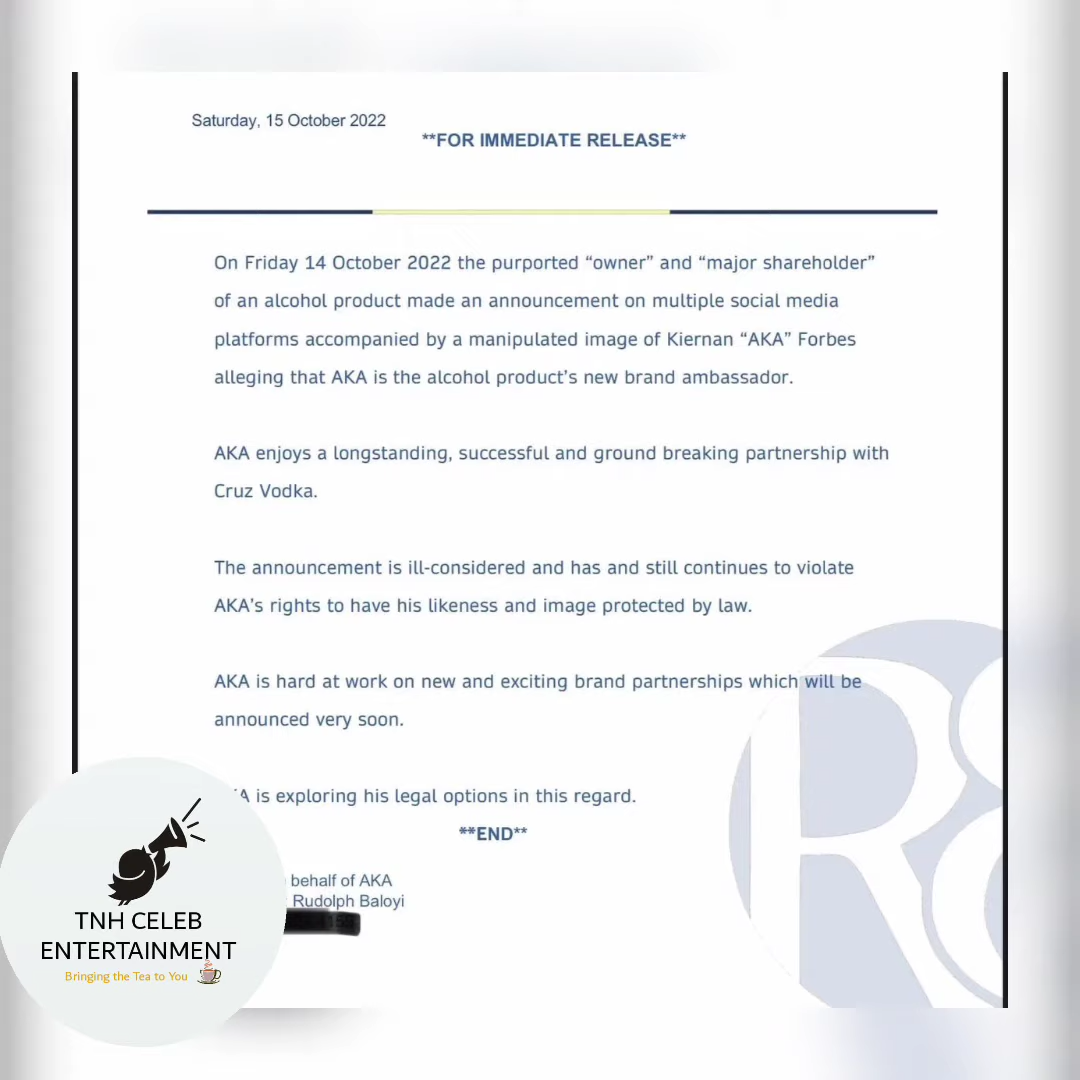 Saturday, 15 October 2022
**FOR IMMEDIATE RELEASE**
On Friday 14 October 2022 the purported “owner” and “major shareholder”
of an alcohol product made an announcement on multiple social media
platforms accompanied by a manipulated image of Kiernan “AKA” Forbes
alleging that AKA is the alcohol product’s new brand ambassador.
AKA enjoys a longstanding, successful and ground breaking partnership with
Cruz Vodka.
The announcement is ill-considered and has and still continues to violate
AKA’s rights to have his likeness and image protected by law.
AKA is hard at work on new and exciting brand partnerships which will be
announced very soon.
is exploring his legal options in this regard.
**END**
behalf of AKA
Rudolph Baloyi
TNH CELEB
ENTERTAINMENT
Bringing the Tea to You
R